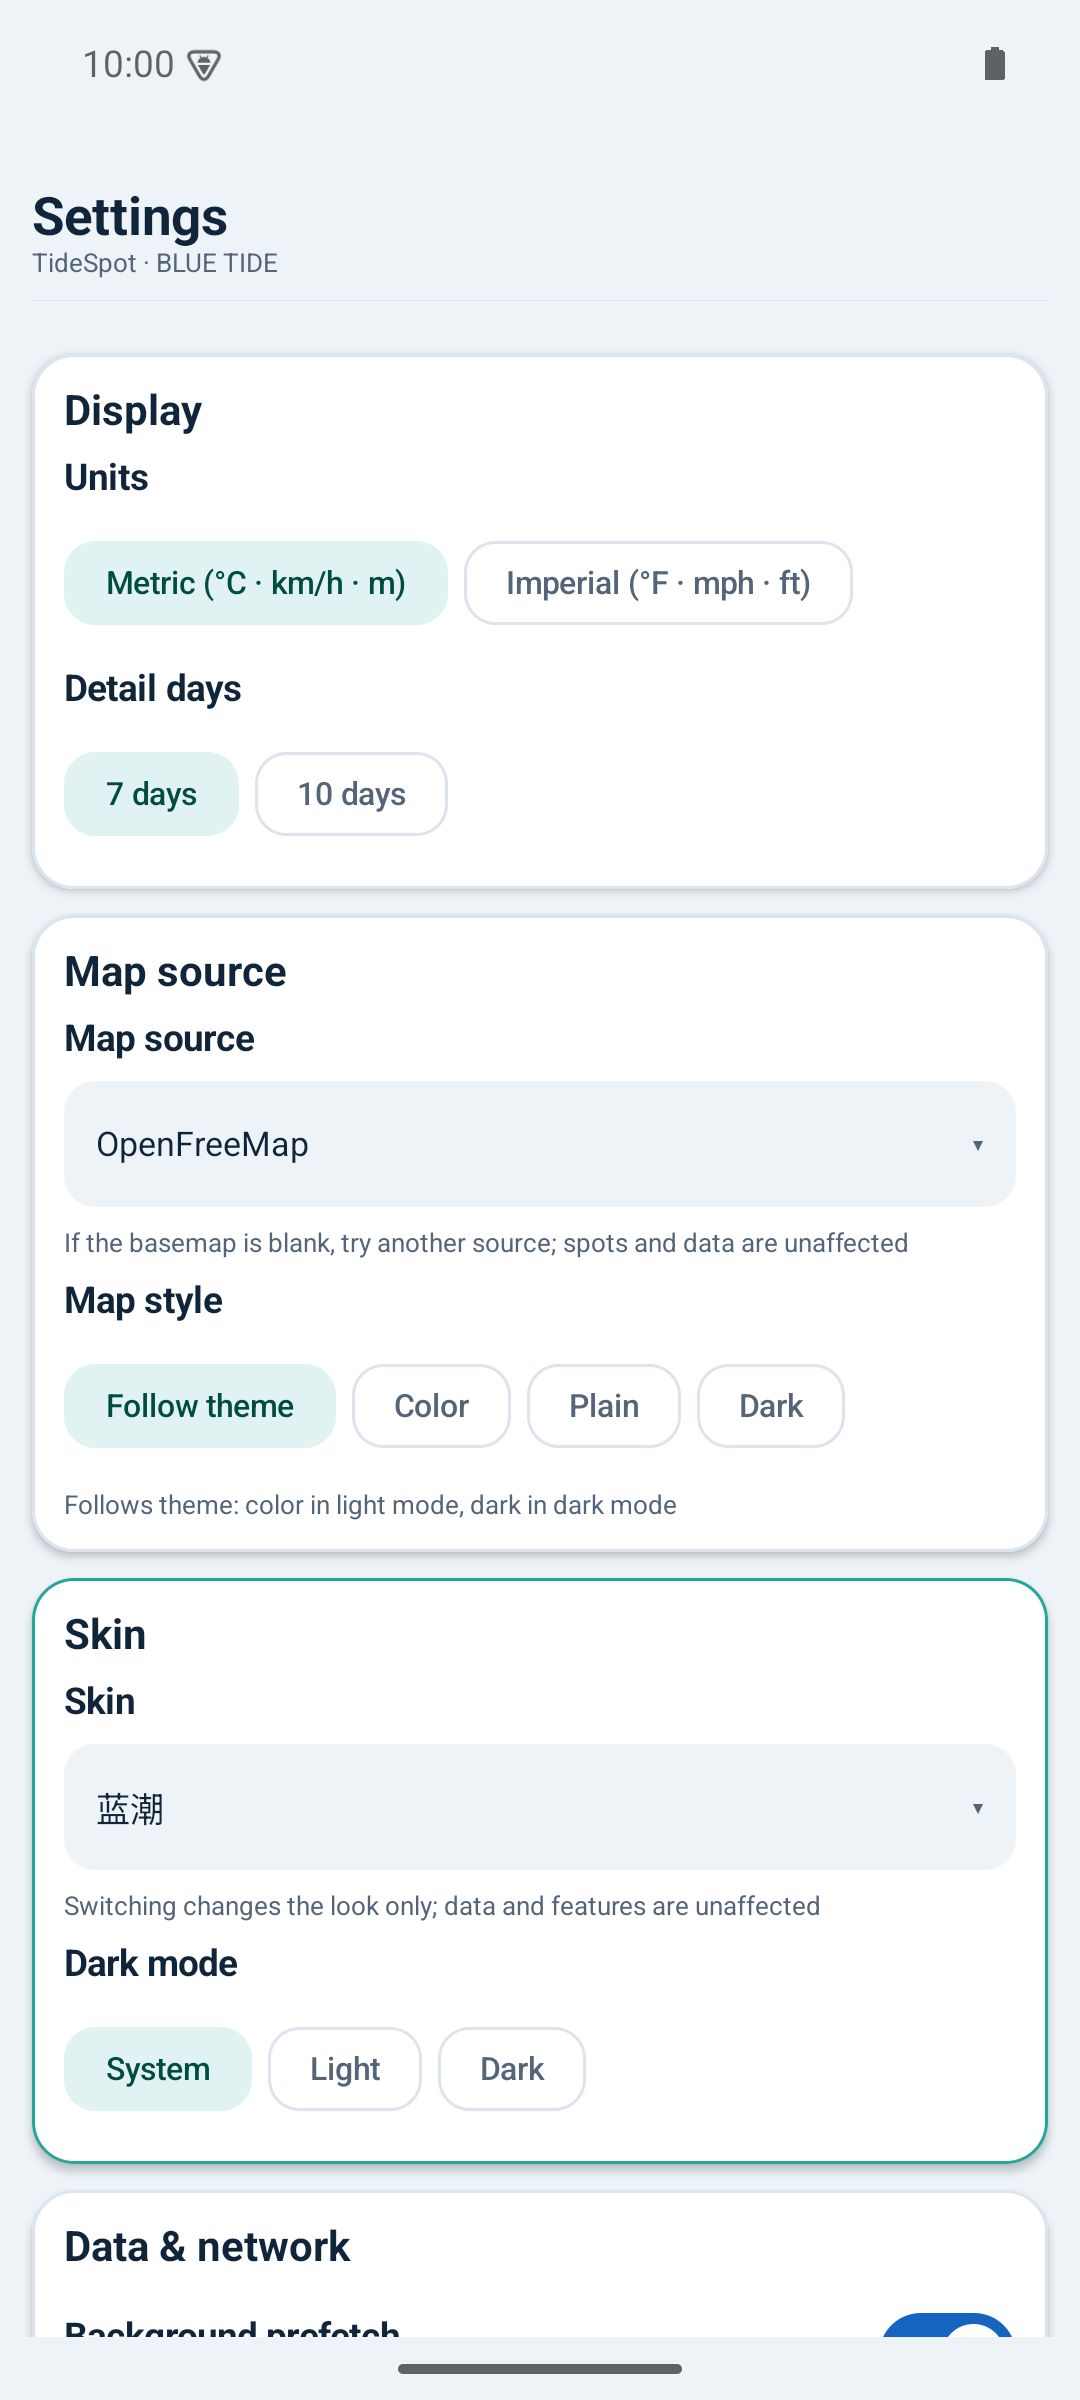 10:00
Settings
TideSpot · BLUE TIDE
Display
Units
Metric (°C · km/h · m)
Imperial (°F · mph · ft)
Detail days
7 days
10 days
Map source
Map source
OpenFreeMap
If the basemap is blank, try another source; spots and data are unaffected
Map style
Follow theme
Color
Plain
Dark
Follows theme: color in light mode, dark in dark mode
Skin
Skin
蓝潮
Switching changes the look only; data and features are unaffected
Dark mode
System
Light
Dark
Data & network
Background prefetch